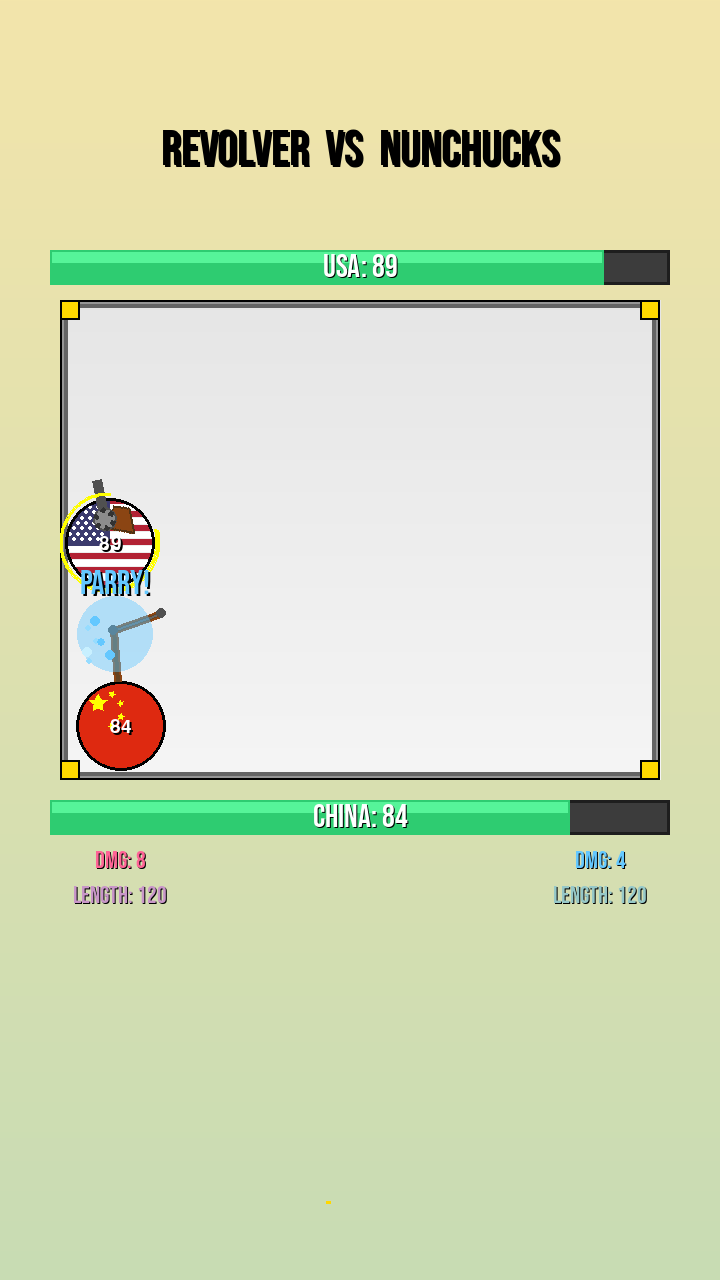 REVOLVER VS NUNCHUCKS
USA: 89
89
PARRY!
84
CHINA: 84
DMG: 8
DMG: 4
LENGTH: 120
LENGTH: 120